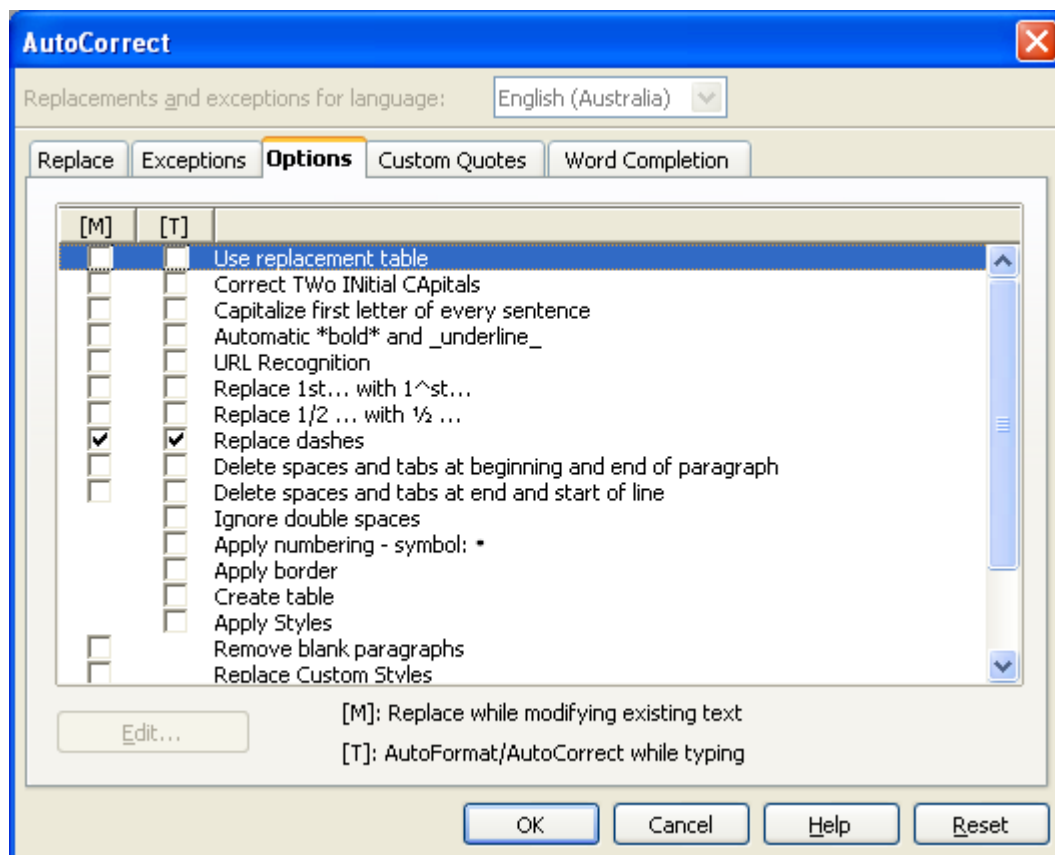 AutoCorrect
Replacements and exceptions for language: English (Australia)
Replace Exceptions Options Custom Quotes Word Completion
[M] [T]
Use replacement table
Correct TWo INitial CApitals
Capitalize first letter of every sentence
Automatic *bold* and _underline_
URL Recognition
Replace 1st... with 1^st...
Replace 1/2 ... with ½ ...
Replace dashes
Delete spaces and tabs at beginning and end of paragraph
Delete spaces and tabs at end and start of line
Ignore double spaces
Apply numbering - symbol: •
Apply border
Create table
Apply Styles
Remove blank paragraphs
Replace Custom Styles
Edit...
[M]: Replace while modifying existing text
[T]: AutoFormat/AutoCorrect while typing
OK Cancel Help Reset